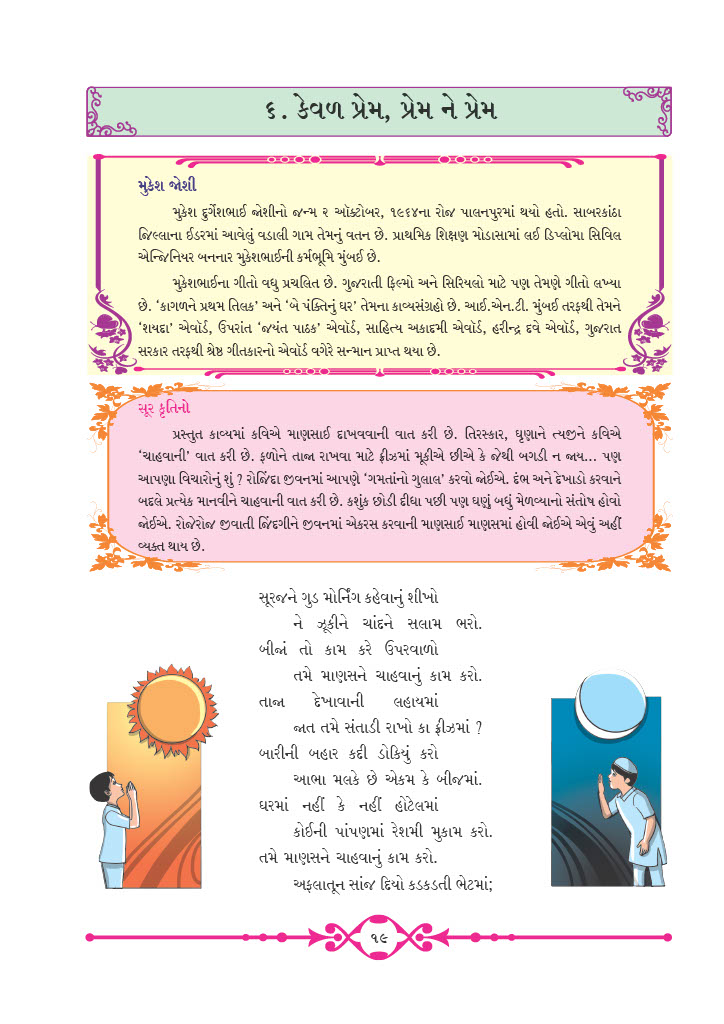 ૬. કેવળ પ્રેમ, પ્રેમ ને પ્રેમ
મુકેશ જોશી
મુકેશ દુર્ગેશભાઈ જોશીનો જન્મ ૨ ઑક્ટોબર, ૧૯૬૪ના રોજ પાલનપુરમાં થયો હતો. સાબરકાંઠા
જિલ્લાના ઈડરમાં આવેલું વડાલી ગામ તેમનું વતન છે. પ્રાથમિક શિક્ષણ મોડાસામાં લઈ ડિપ્લોમા સિવિલ
એન્જિનિયર બનનાર મુકેશભાઈની કર્મભૂમિ મુંબઈ છે.
મુકેશભાઈના ગીતો વધુ પ્રચલિત છે. ગુજરાતી ફિલ્મો અને સિરિયલો માટે પણ તેમણે ગીતો લખ્યા
છે. ‘કાગળને પ્રથમ તિલક’ અને ‘બે પંક્તિનું ઘર’ તેમના કાવ્યસંગ્રહો છે. આઈ.એન.ટી. મુંબઈ તરફથી તેમને
‘શયદા’ એવોર્ડ, ઉપરાંત ‘જયંત પાઠક’ એવોર્ડ, સાહિત્ય અકાદમી એવોર્ડ, હરીન્દ્ર દવે એવોર્ડ, ગુજરાત
સરકાર તરફથી શ્રેષ્ઠ ગીતકારનો એવોર્ડ વગેરે સન્માન પ્રાપ્ત થયા છે.
સૂર કૃતિનો
પ્રસ્તુત કાવ્યમાં કવિએ માણસાઈ દાખવવાની વાત કરી છે. તિરસ્કાર, ઘૃણાને ત્યજીને કવિએ
‘ચાહવાની’ વાત કરી છે. ફળોને તાજા રાખવા માટે ફ્રીઝમાં મૂકીએ છીએ કે જેથી બગડી ન જાય... પણ
આપણા વિચારોનું શું ? રોજિંદા જીવનમાં આપણે ‘ગમતાંનો ગુલાલ’ કરવો જોઈએ. દંભ અને દેખાડો કરવાને
બદલે પ્રત્યેક માનવીને ચાહવાની વાત કરી છે. કશુંક છોડી દીધા પછી પણ ઘણું બધું મેળવ્યાનો સંતોષ હોવો
જોઈએ. રોજેરોજ જીવાતી જિંદગીને જીવનમાં એકરસ કરવાની માણસાઈ માણસમાં હોવી જોઈએ એવું અહીં
વ્યક્ત થાય છે.
સૂરજને ગુડ મોર્નિંગ કહેવાનું શીખો
ને ઝૂકીને ચાંદને સલામ ભરો.
બીજાં તો કામ કરે ઉપરવાળો
તમે માણસને ચાહવાનું કામ કરો.
તાજા દેખાવાની લહાયમાં
જાત તમે સંતાડી રાખો કા ફ્રીઝમાં ?
બારીની બહાર કદી ડોકિયું કરો
આભા મલકે છે એકમ કે બીજમાં.
ઘરમાં નહીં કે નહીં હોટેલમાં
કોઈની પાંપણમાં રેશમી મુકામ કરો.
તમે માણસને ચાહવાનું કામ કરો.
અફલાતૂન સાંજ દિયો કડકડતી ભેટમાં;
૧૯